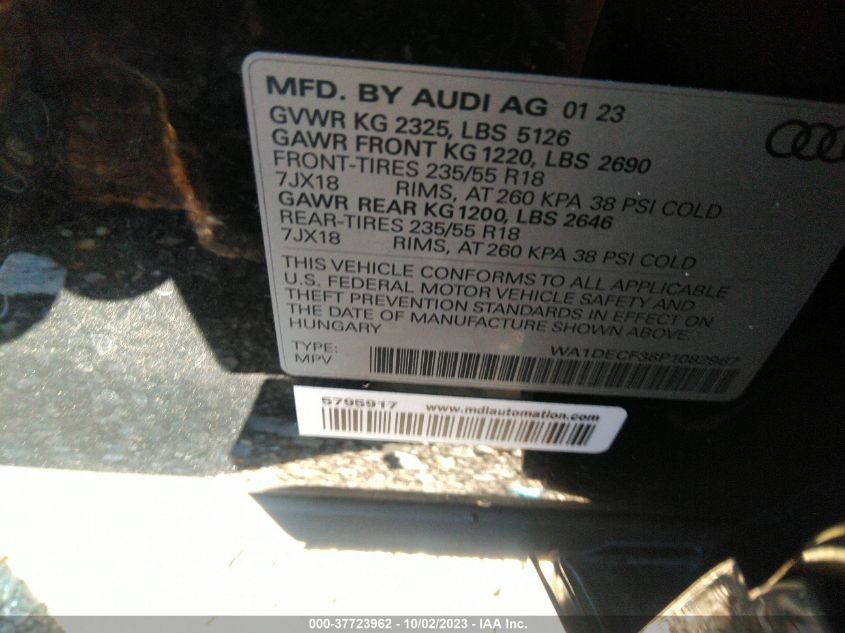 MFD. BY AUDI AG 01 23
GVWR KG 2325, LBS 5126
GAWR FRONT KG 1220, LBS 2690
FRONT-TIRES 235/55 R18
7JX18 RIMS, AT 260 KPA 38 PSI COLD
GAWR REAR KG 1200, LBS 2646
REAR-TIRES 235/55 R18
7JX18 RIMS, AT 260 KPA 38 PSI COLD
THIS VEHICLE CONFORMS TO ALL APPLICABLE
U.S. FEDERAL MOTOR VEHICLE SAFETY AND
THEFT PREVENTION STANDARDS IN EFFECT ON
THE DATE OF MANUFACTURE SHOWN ABOVE.
HUNGARY
TYPE: WA1DECF38P1082967
MPV
5795917 www.mdlautomation.com
000-37723962 - 10/02/2023 - IAA Inc.